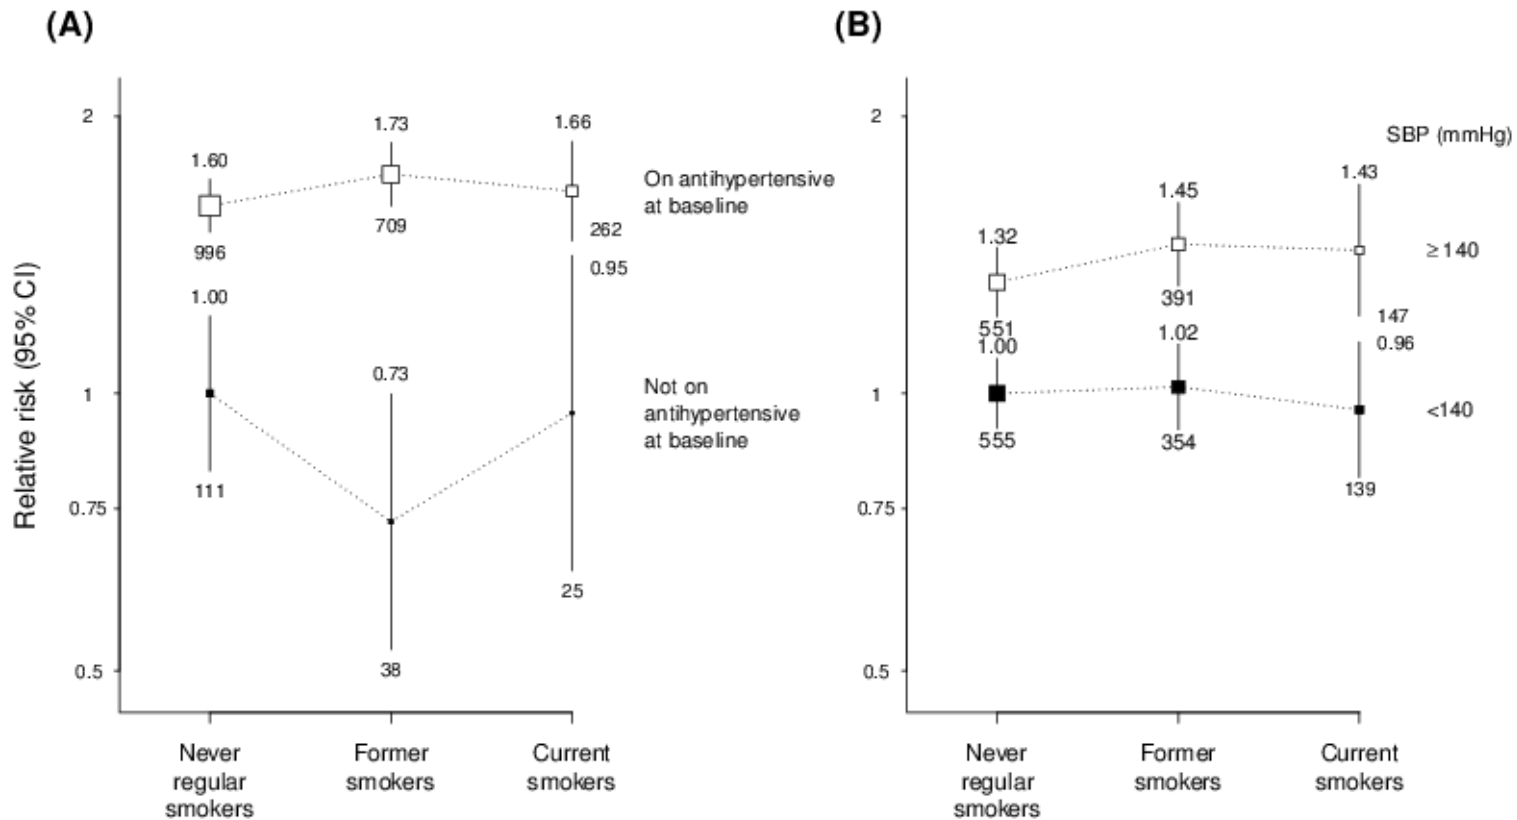 (A)
Relative risk (95% CI)
2
1
0.75
0.5
1.60
996
1.73
709
1.66
262
On antihypertensive
at baseline
1.00
111
0.73
38
0.95
25
Not on
antihypertensive
at baseline
Never
regular
smokers
Former
smokers
Current
smokers
(B)
2
1
0.75
0.5
SBP (mmHg)
1.32
551
1.45
391
1.43
147
≥ 140
1.00
555
1.02
354
0.96
139
<140
Never
regular
smokers
Former
smokers
Current
smokers